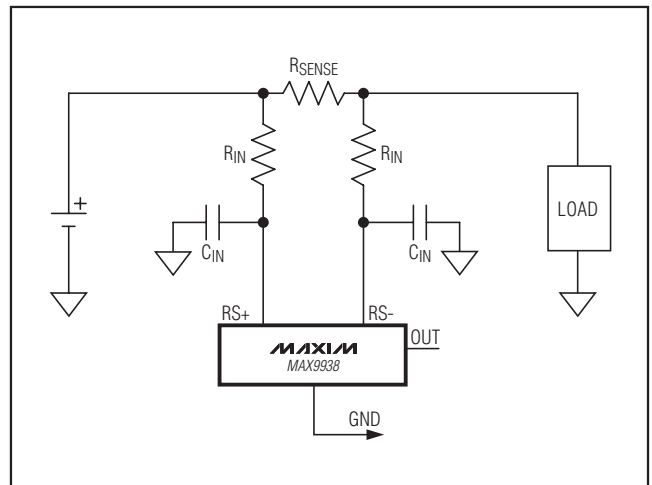 RSENSE
RIN
RIN
+
LOAD
CIN
CIN
RS+
RS-
MAXIM
OUT
MAX9938
GND